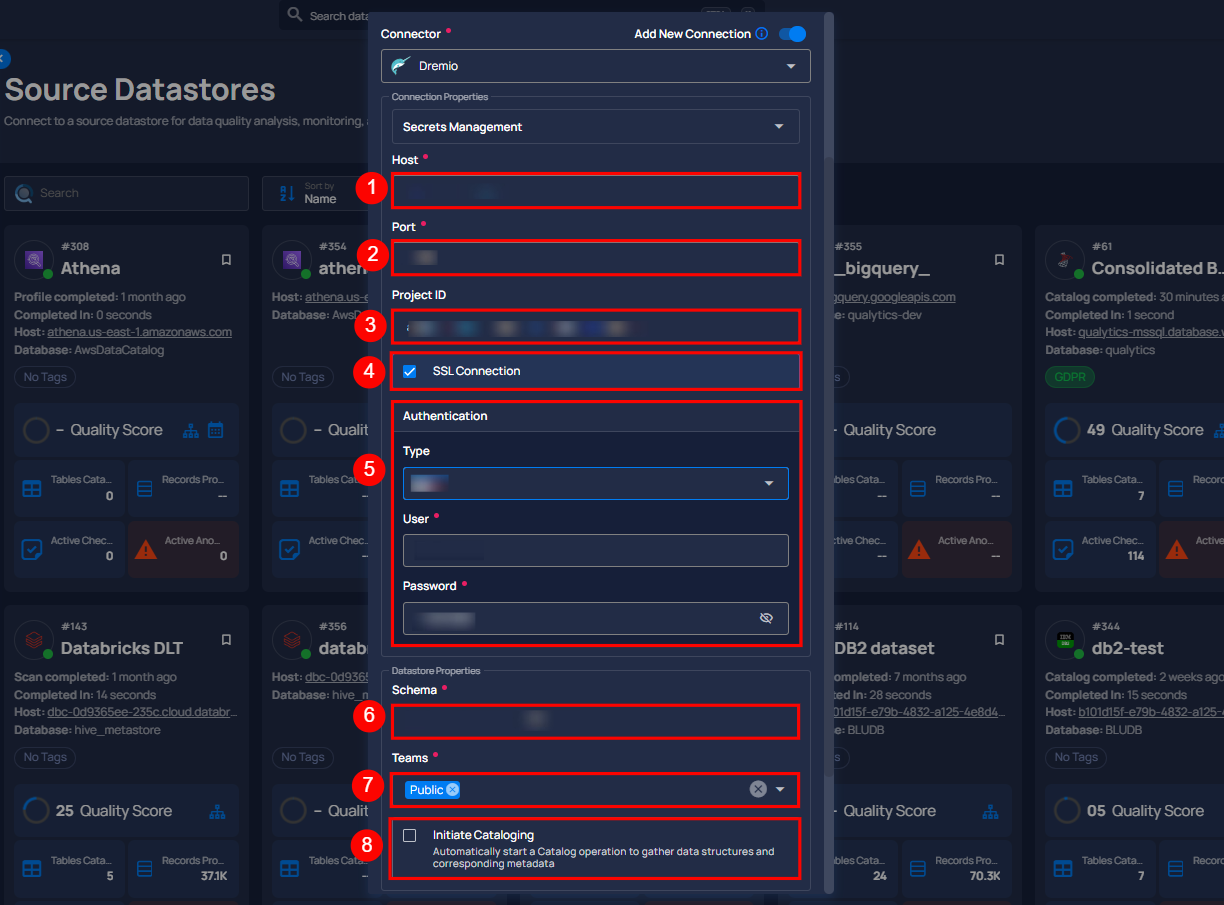 Search data
Source Datastores
Connect to a source datastore for data quality analysis, monitoring,
Search
Sort by
Name
Connector *
Add New Connection
Dremio
Connection Properties
Secrets Management
Host *
1
Port *
2
Project ID
3
4
SSL Connection
5
Authentication
Type
User *
Password *
Datastore Properties
Schema *
6
Teams *
7
Public
8
Initiate Cataloging
Automatically start a Catalog operation to gather data structures and
corresponding metadata
#308
Athena
Profile completed: 1 month ago
Completed In: 0 seconds
Host: athena.us-east-1.amazonaws.com
Database: AwsDataCatalog
No Tags
– Quality Score
Tables Cata...
0
Records Pro...
--
Active Chec...
0
Active Ano...
0
#354
athen
Host: athena.us-e
Database: AwsD
No Tags
– Qualit
Tables Cata
Active Chec
#355
_bigquery_
gquery.googleapis.com
e: qualytics-dev
s
Quality Score
bles Cata...
--
Records Pro...
--
ctive Chec...
--
Active Ano...
--
#61
Consolidated B...
Catalog completed: 30 minutes a
Completed In: 1 second
Host: qualytics-mssql.database.
Database: qualytics
GDPR
49 Quality Score
Tables Cata...
7
Record
Active Chec...
114
Active
#143
Databricks DLT
Scan completed: 1 month ago
Completed In: 14 seconds
Host: dbc-0d9365ee-235c.cloud.databr...
Database: hive_metastore
No Tags
25 Quality Score
Tables Cata...
5
Records Pro...
37.1K
#356
datab
Host: dbc-0d9365
Database: hive_m
No Tags
– Qualit
Tables Cata
#114
DB2 dataset
ompleted: 7 months ago
ed In: 28 seconds
01d15f-e79b-4832-a125-4e8d4...
e: BLUDB
s
Quality Score
bles Cata...
24
Records Pro...
70.3K
#344
db2-test
Catalog completed: 2 weeks ago
Completed In: 15 seconds
Host: b101d15f-e79b-4832-a125-4
Database: BLUDB
No Tags
05 Quality Score
Tables Cata...
7
Record